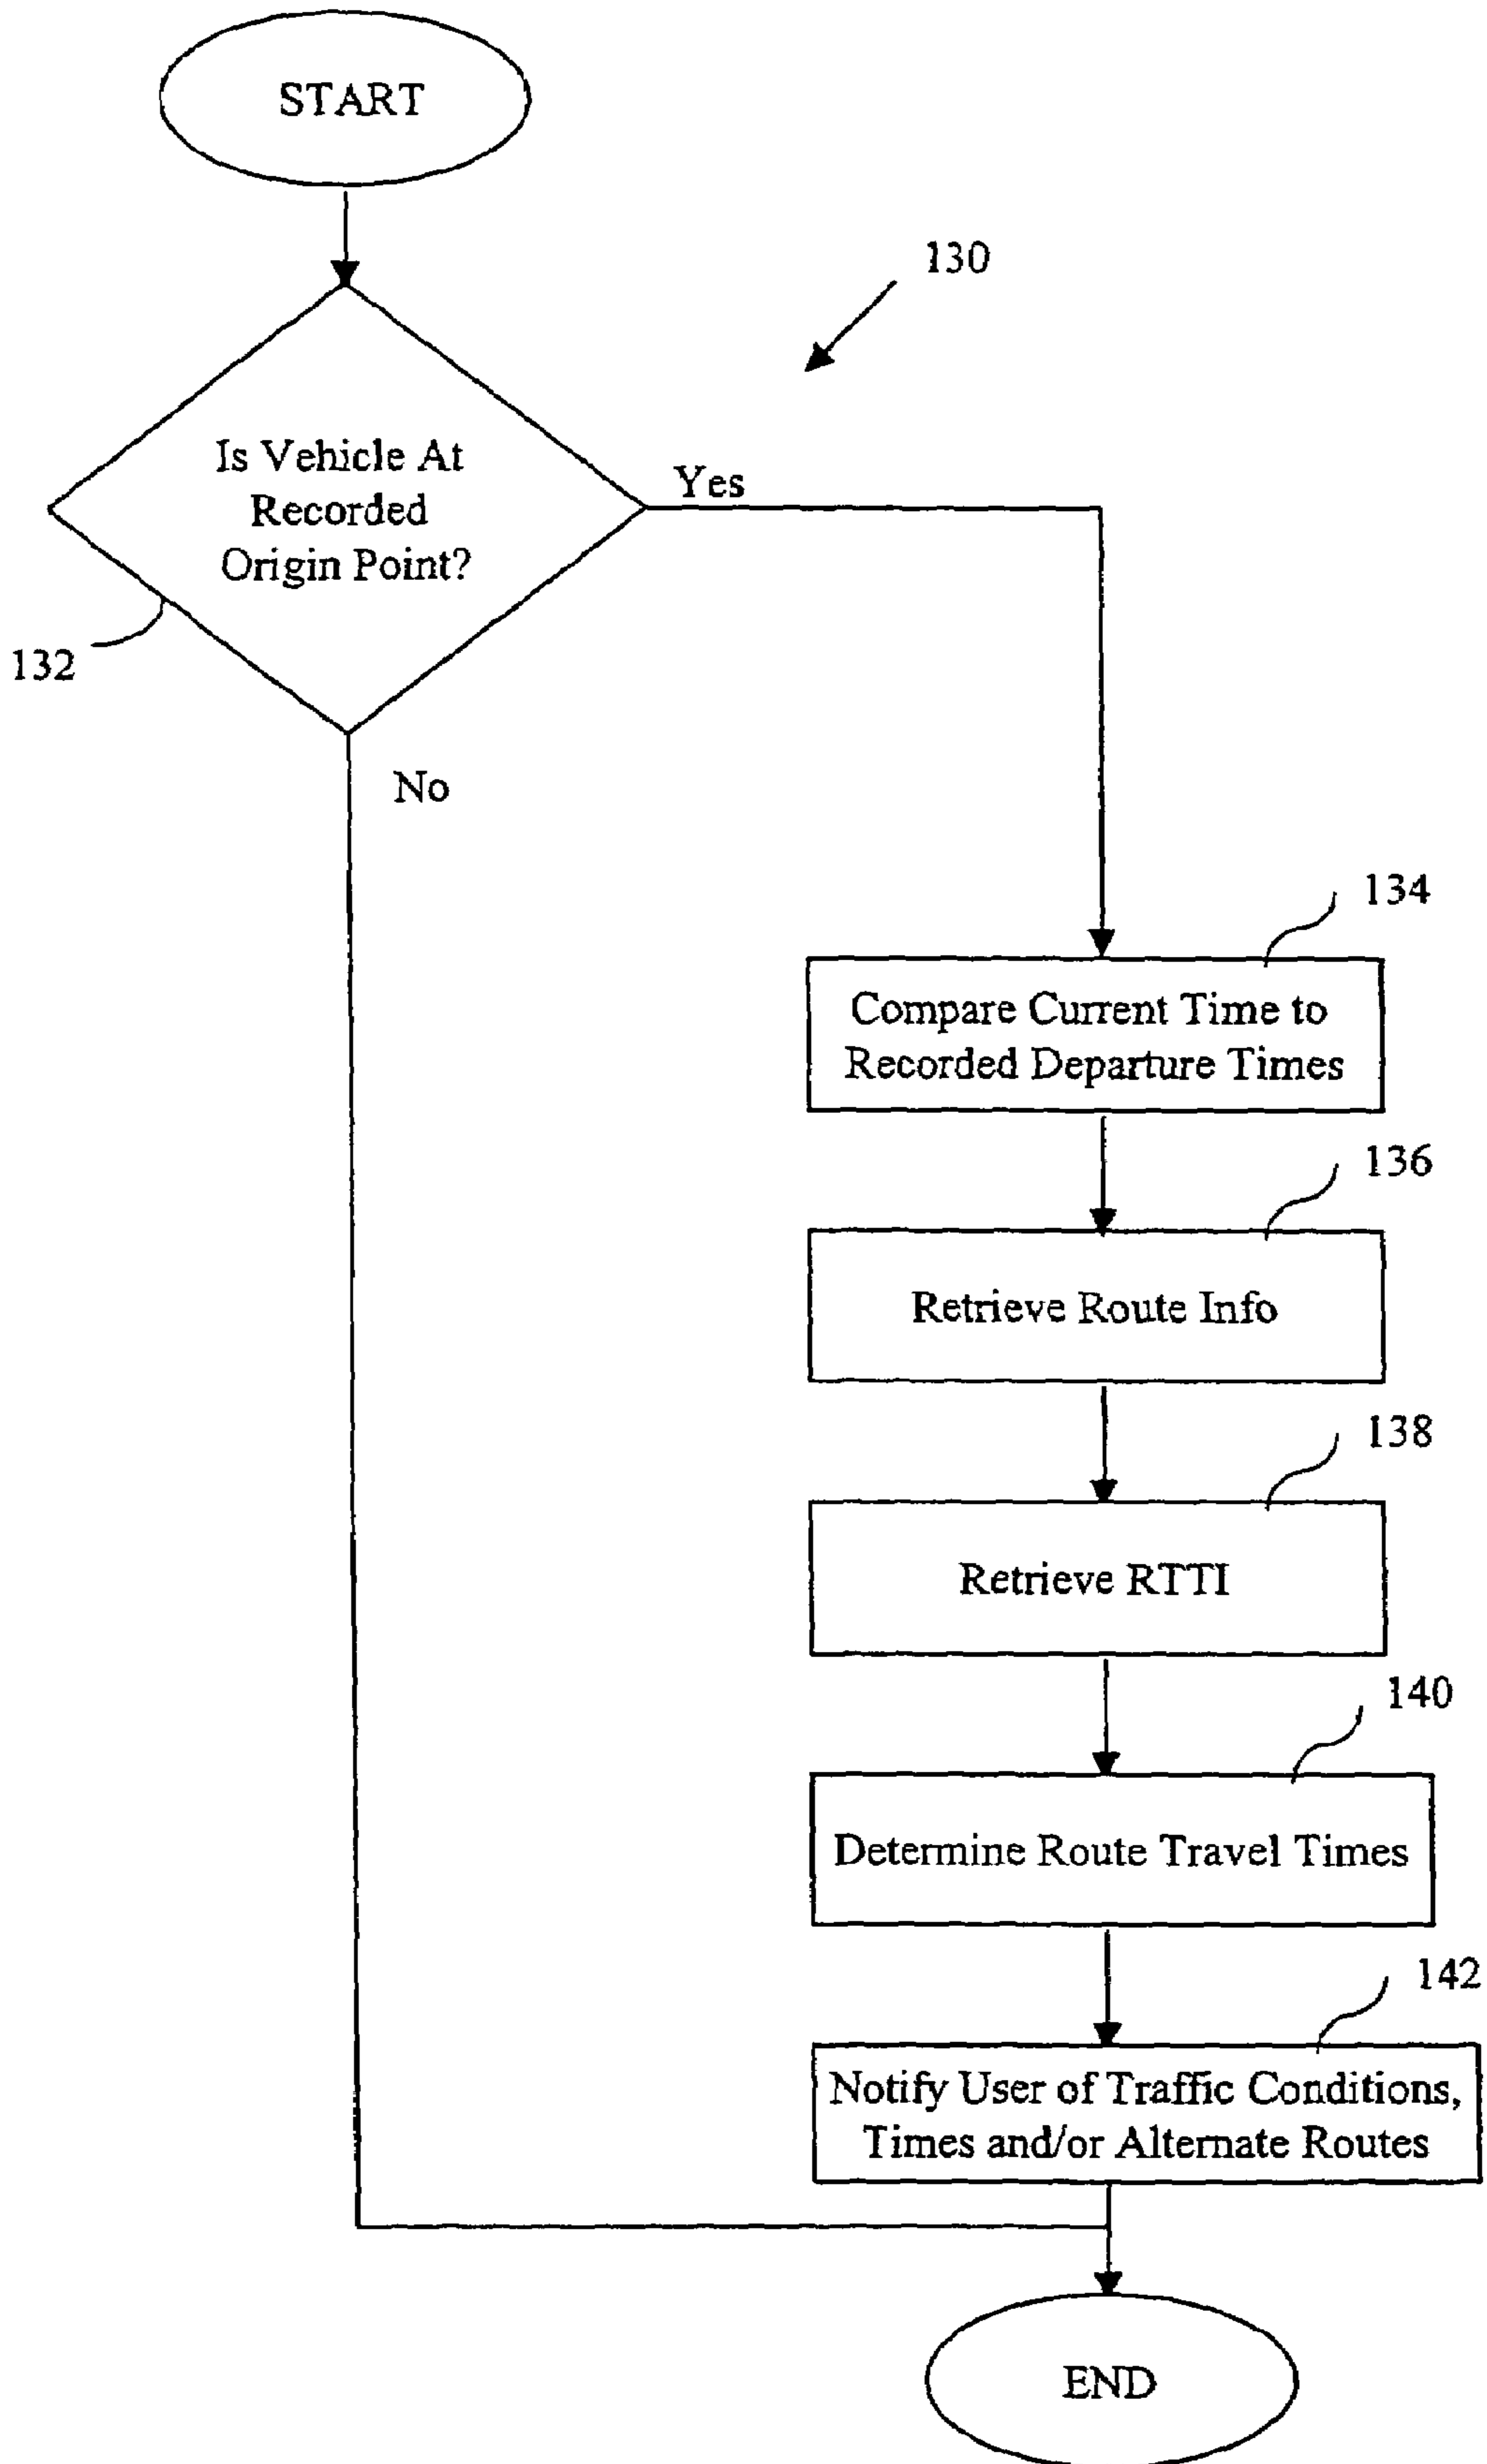 START
130
Is Vehicle At
Recorded
Origin Point?
Yes
132
No
134
Compare Current Time to
Recorded Departure Times
136
Retrieve Route Info
138
Retrieve RTTI
140
Determine Route Travel Times
142
Notify User of Traffic Conditions,
Times and/or Alternate Routes
END